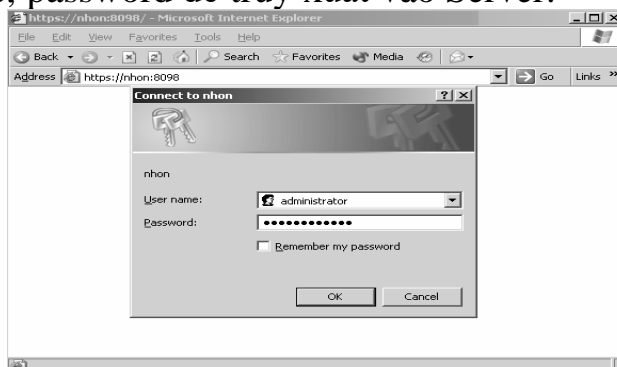 , password để truy xuất vào Server.
https://nhon:8098/ - Microsoft Internet Explorer
File Edit View Favorites Tools Help
Back Search Favorites Media
Address https://nhon:8098 Go Links »
Connect to nhon
nhon
User name: administrator
Password: ●●●●●●●●●●●●
Remember my password
OK Cancel